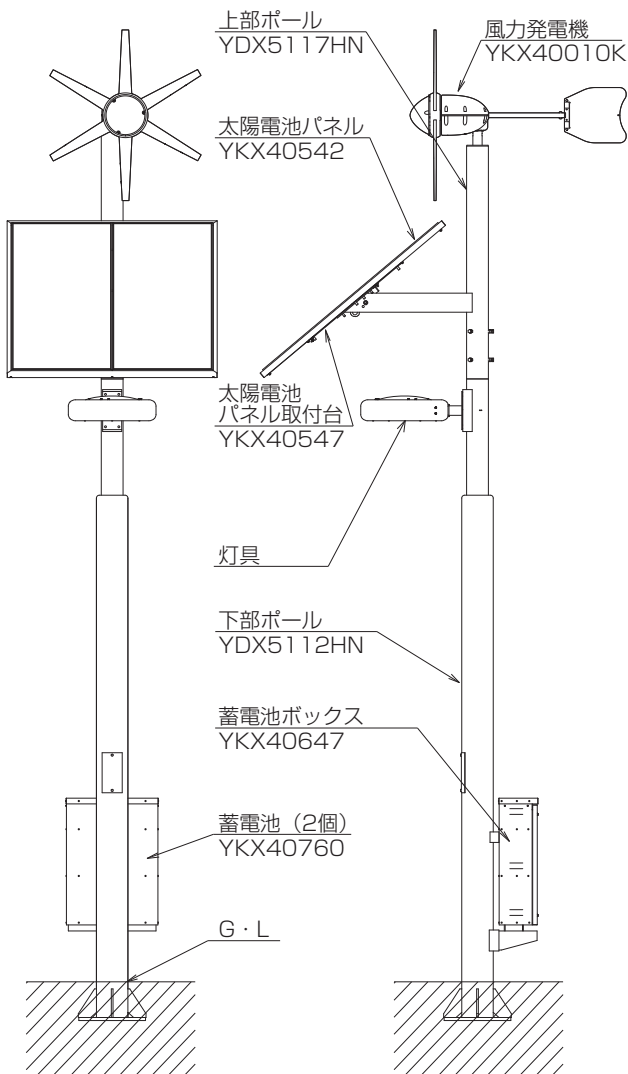 上部ポール
YDX5117HN
風力発電機
YKX40010K
太陽電池パネル
YKX40542
太陽電池
パネル取付台
YKX40547
灯具
下部ポール
YDX5112HN
蓄電池ボックス
YKX40647
蓄電池（2個）
YKX40760
G・L